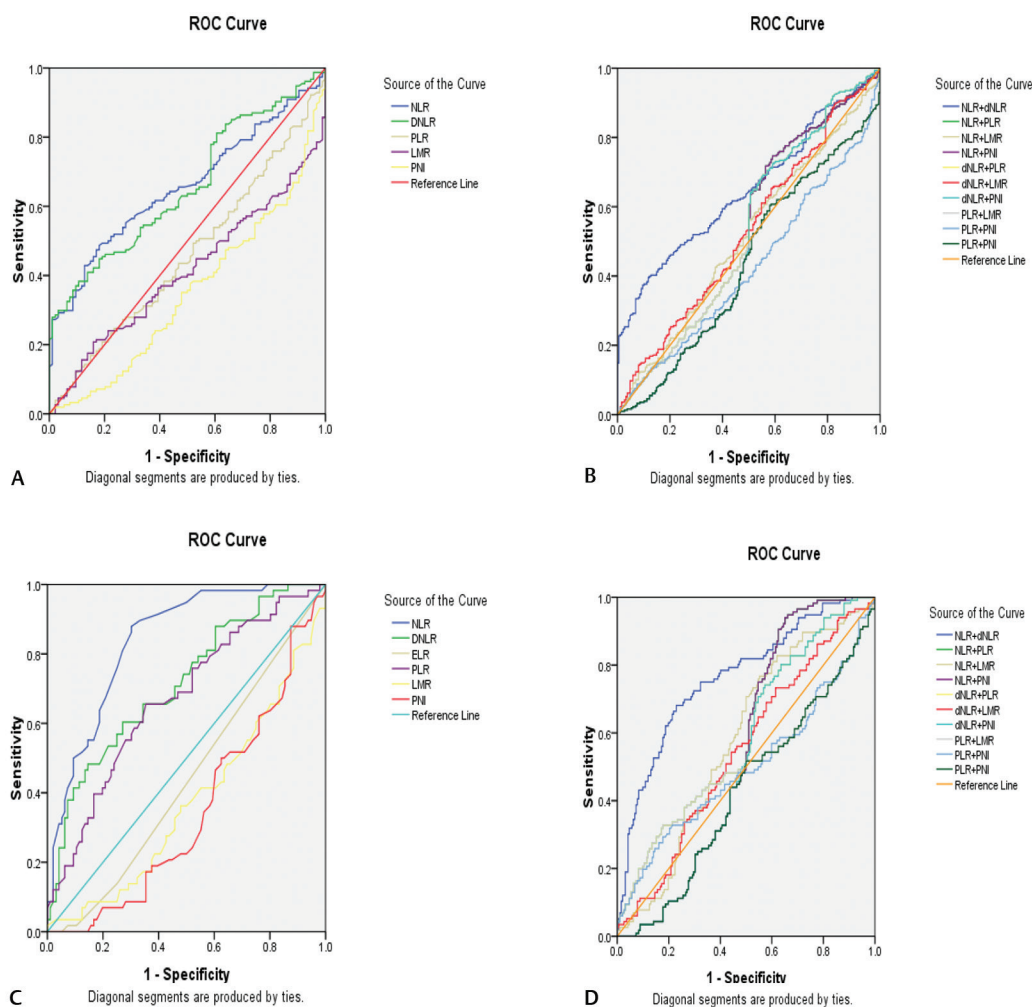 A
ROC Curve
1.0
0.8
0.6
0.4
0.2
0.0
Sensitivity
0.0 0.2 0.4 0.6 0.8 1.0
1 - Specificity
Diagonal segments are produced by ties.
Source of the Curve
NLR
DNLR
PLR
LMR
PNI
Reference Line
B
ROC Curve
1.0
0.8
0.6
0.4
0.2
0.0
Sensitivity
0.0 0.2 0.4 0.6 0.8 1.0
1 - Specificity
Diagonal segments are produced by ties.
Source of the Curve
NLR+dNLR
NLR+PLR
NLR+LMR
NLR+PNI
dNLR+PLR
dNLR+LMR
dNLR+PNI
PLR+LMR
PLR+PNI
PLR+PNI
Reference Line
C
ROC Curve
1.0
0.8
0.6
0.4
0.2
0.0
Sensitivity
0.0 0.2 0.4 0.6 0.8 1.0
1 - Specificity
Diagonal segments are produced by ties.
Source of the Curve
NLR
DNLR
ELR
PLR
LMR
PNI
Reference Line
D
ROC Curve
1.0
0.8
0.6
0.4
0.2
0.0
Sensitivity
0.0 0.2 0.4 0.6 0.8 1.0
1 - Specificity
Diagonal segments are produced by ties.
Source of the Curve
NLR+dNLR
NLR+PLR
NLR+LMR
NLR+PNI
dNLR+PLR
dNLR+LMR
dNLR+PNI
PLR+LMR
PLR+PNI
PLR+PNI
Reference Line